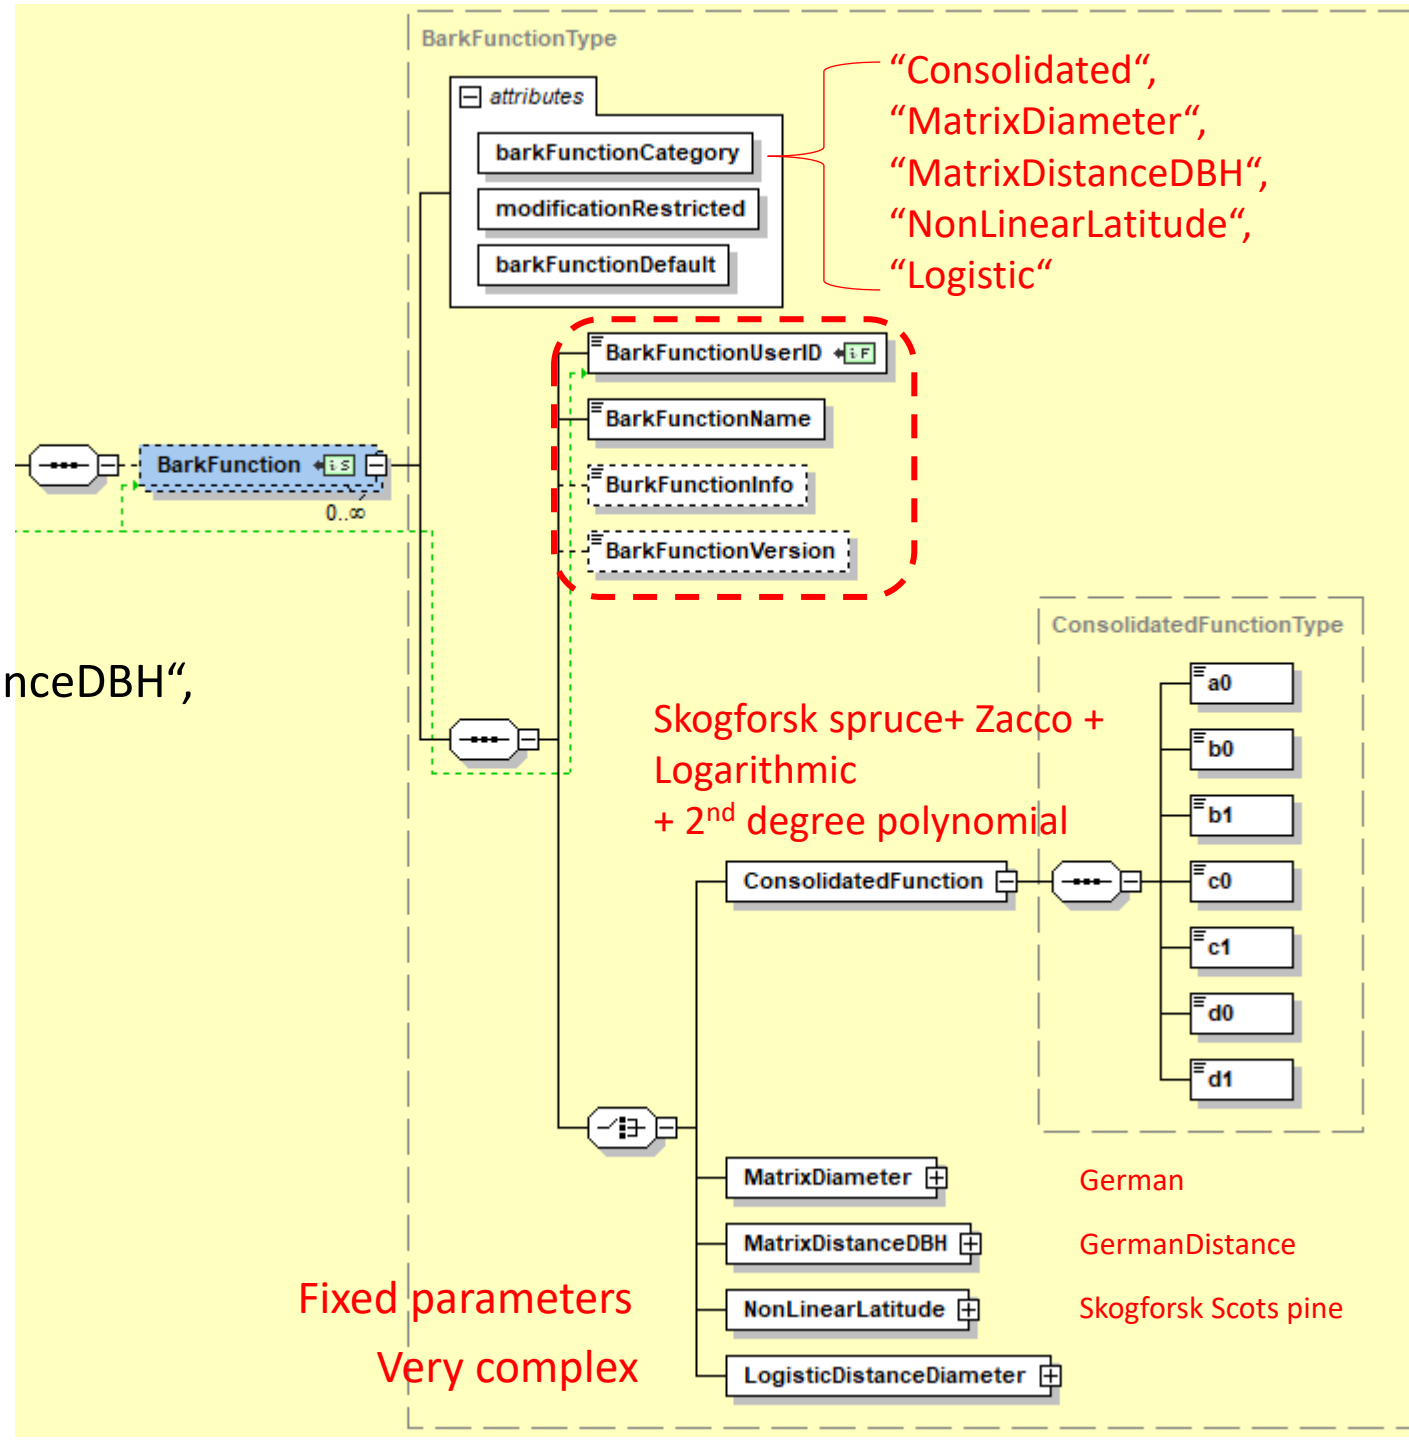 BarkFunctionType
attributes
barkFunctionCategory
modificationRestricted
barkFunctionDefault
“Consolidated“,
“MatrixDiameter“,
“MatrixDistanceDBH“,
“NonLinearLatitude“,
“Logistic“
BarkFunctionUserID iF
BarkFunctionName
BurkFunctionInfo
BarkFunctionVersion
BarkFunction iS
0..∞
nceDBH“,
ConsolidatedFunctionType
a0
b0
b1
c0
c1
d0
d1
Skogforsk spruce+ Zacco +
Logarithmic
+ 2nd degree polynomial
ConsolidatedFunction
MatrixDiameter
German
MatrixDistanceDBH
GermanDistance
Fixed parameters
NonLinearLatitude
Skogforsk Scots pine
Very complex
LogisticDistanceDiameter